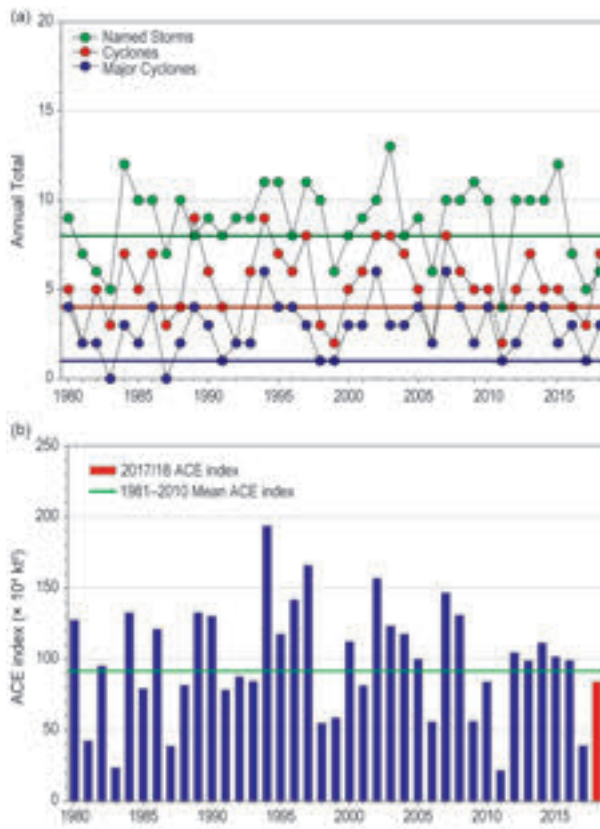 (a)
20
15
10
5
0
Annual Total
Named Storms
Cyclones
Major Cyclones
1980 1985 1990 1995 2000 2005 2010 2015
(b)
250
200
150
100
50
0
ACE index (× 10⁴ kt²)
2017/18 ACE index
1981–2010 Mean ACE index
1980 1985 1990 1995 2000 2005 2010 2015